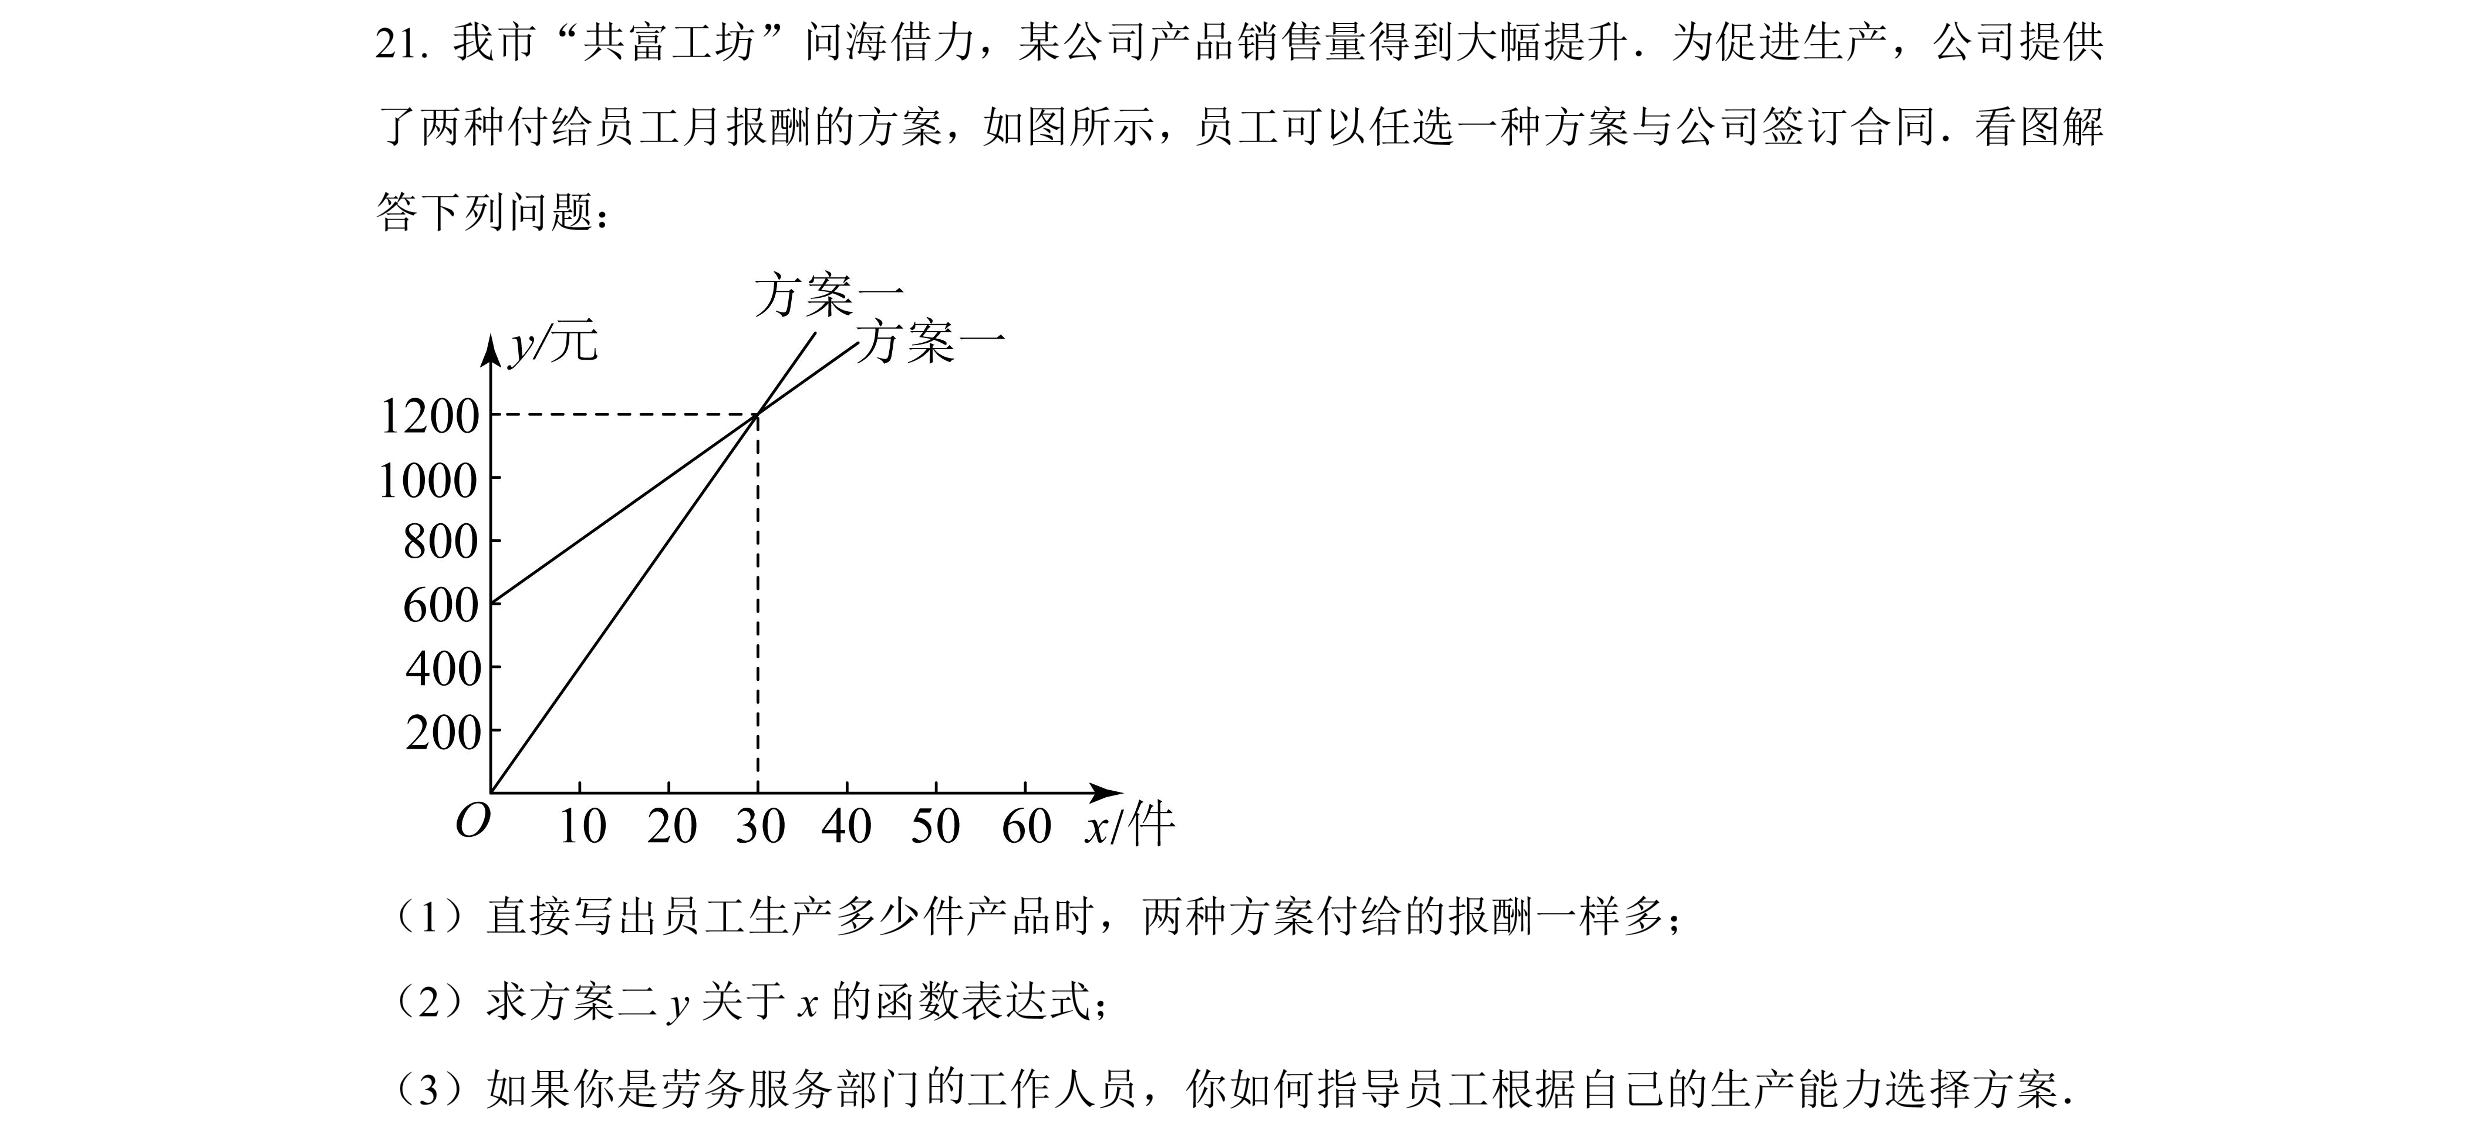 21. 我市“共富工坊”问海借力，某公司产品销售量得到大幅提升．为促进生产，公司提供
了两种付给员工月报酬的方案，如图所示，员工可以任选一种方案与公司签订合同．看图解
答下列问题：
方案一
y/元
方案一
1200
1000
800
600
400
200
O
10 20 30 40 50 60 x/件
（1）直接写出员工生产多少件产品时，两种方案付给的报酬一样多；
（2）求方案二 y 关于 x 的函数表达式；
（3）如果你是劳务服务部门的工作人员，你如何指导员工根据自己的生产能力选择方案．